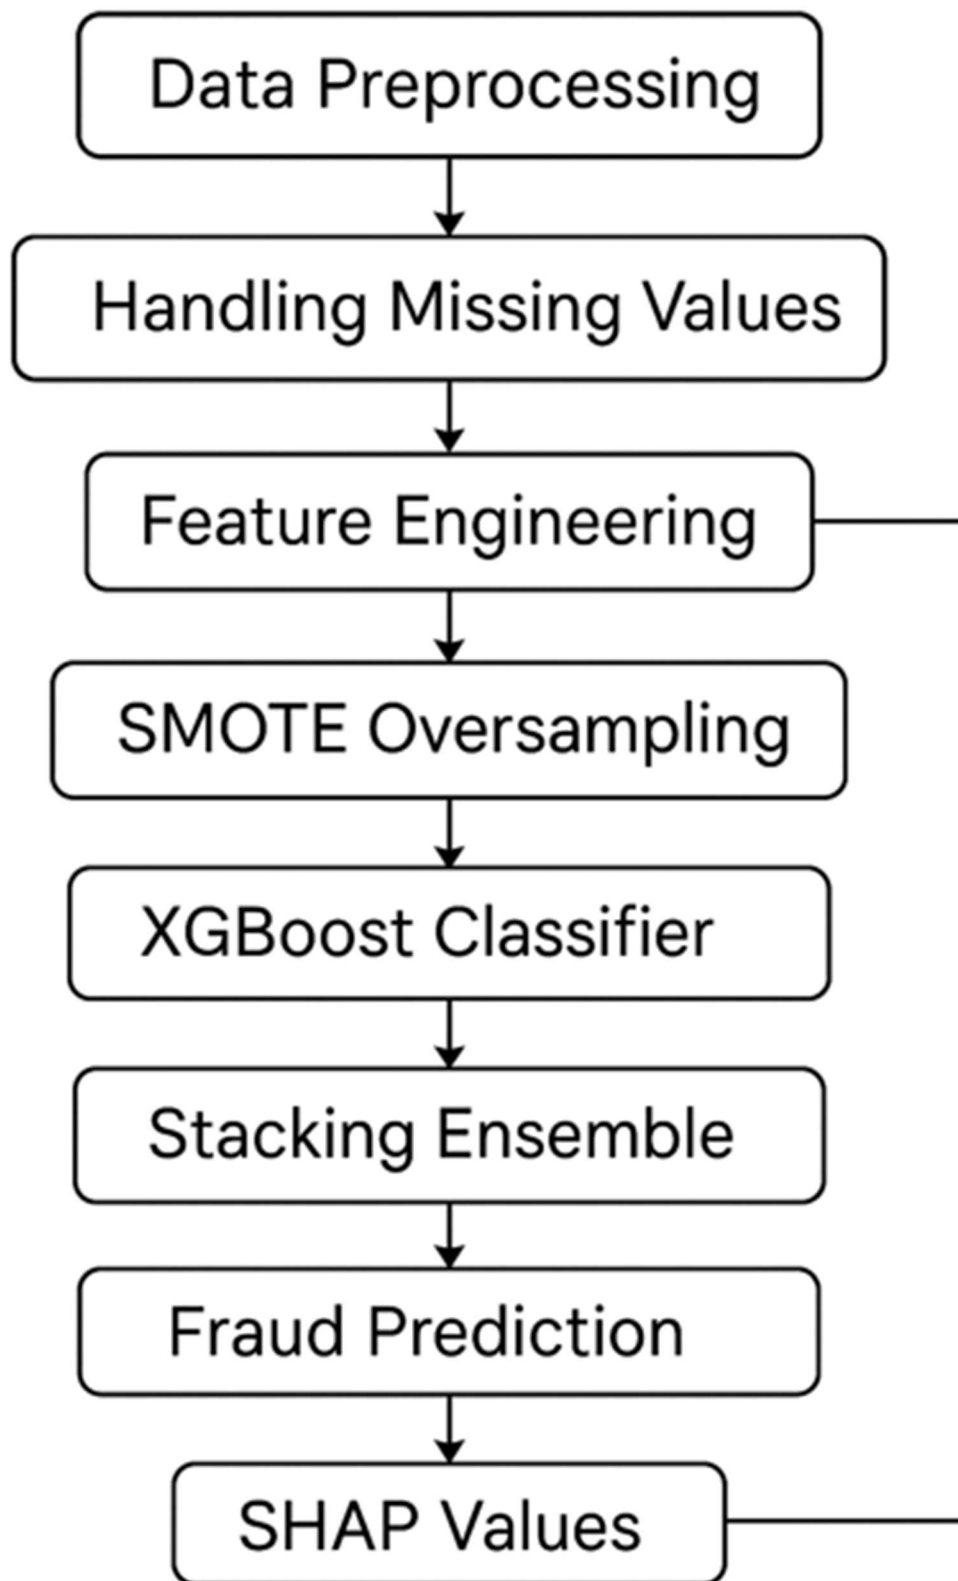 Data Preprocessing
Handling Missing Values
Feature Engineering
SMOTE Oversampling
XGBoost Classifier
Stacking Ensemble
Fraud Prediction
SHAP Values